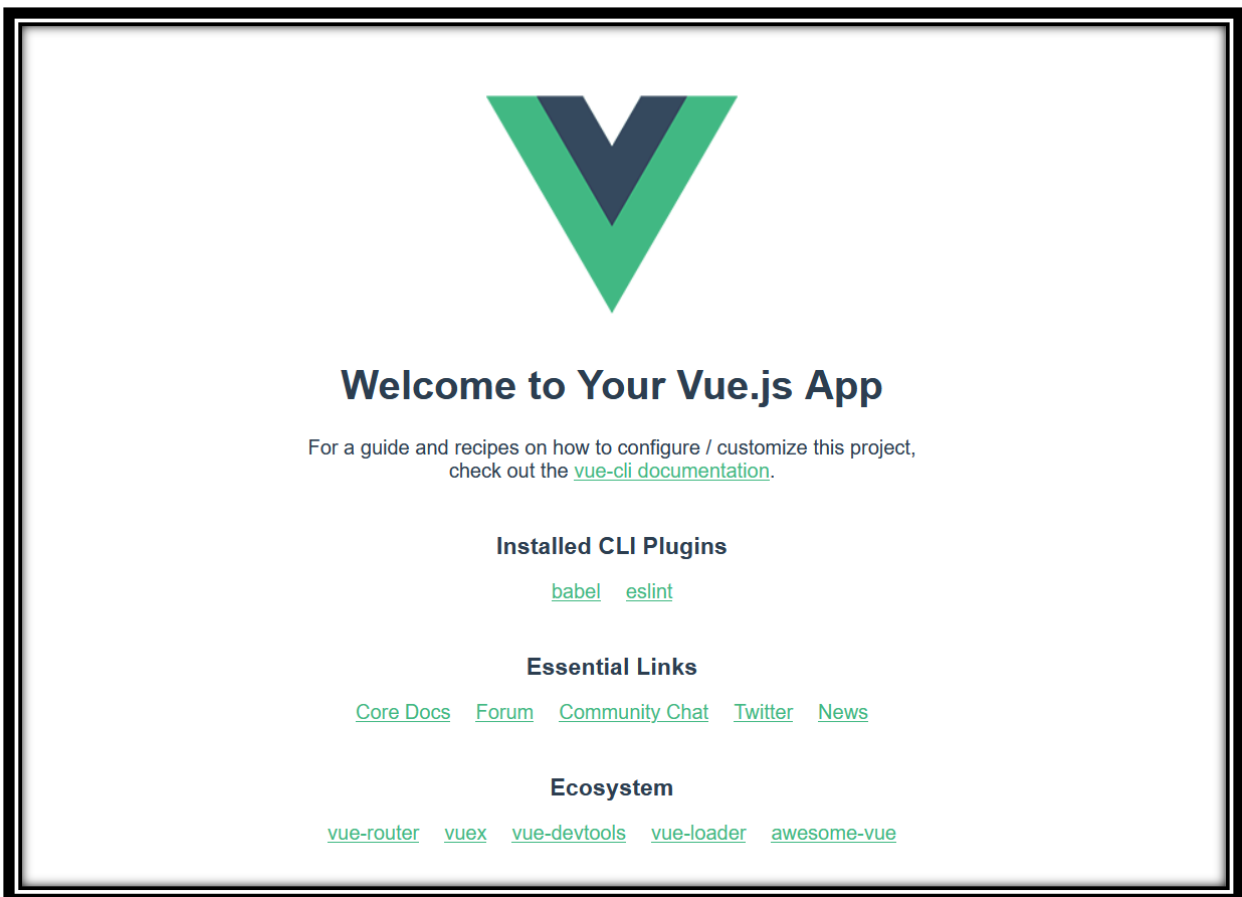 Welcome to Your Vue.js App
For a guide and recipes on how to configure / customize this project,
check out the vue-cli documentation.
Installed CLI Plugins
babel eslint
Essential Links
Core Docs Forum Community Chat Twitter News
Ecosystem
vue-router vuex vue-devtools vue-loader awesome-vue